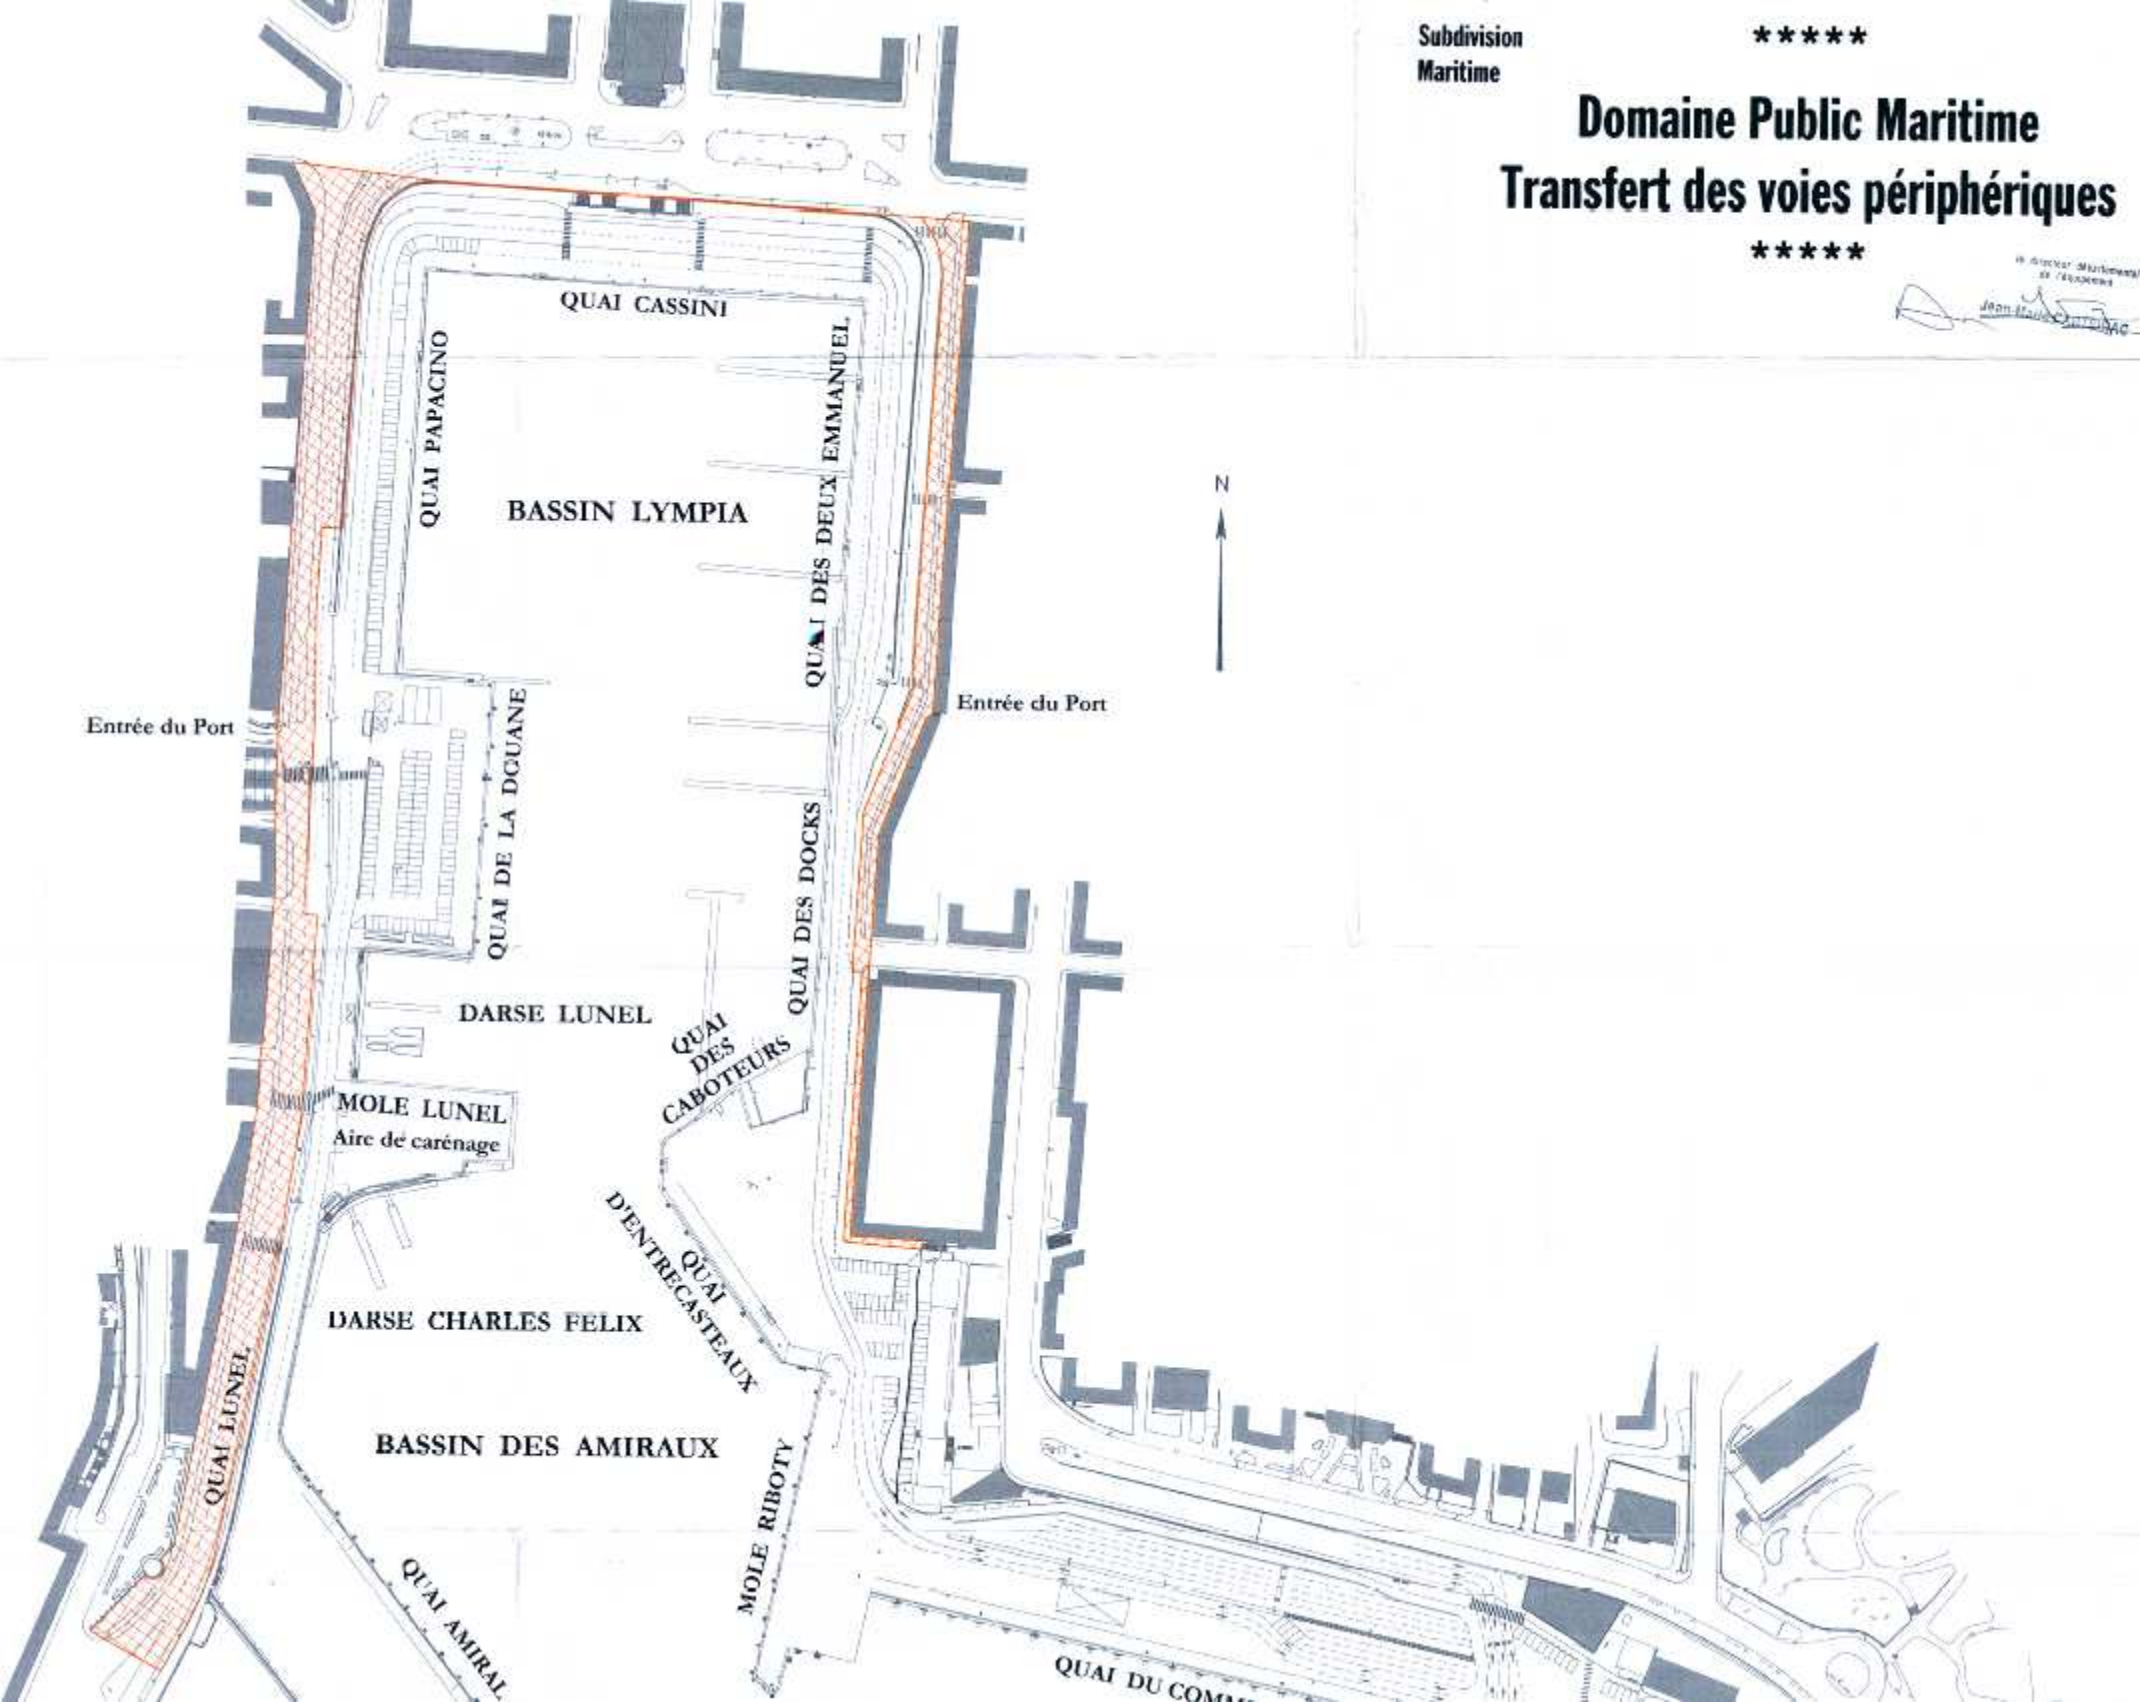 Subdivision
Maritime
*****
Domaine Public Maritime
Transfert des voies périphériques
*****
QUAI CASSINI
QUAI PAPACINO
QUAI DES DEUX EMMANUEL
BASSIN LYMPIA
N
Entrée du Port
Entrée du Port
QUAI DE LA DOUANE
QUAI DES DOCKS
DARSE LUNEL
QUAI
DES
CABOTEURS
MOLE LUNEL
Aire de carénage
QUAI
D'ENTRECASTEAUX
DARSE CHARLES FELIX
QUAI LUNEL
BASSIN DES AMIRAUX
MOLE RIBOTY
QUAI AMIRAL
QUAI DU COMM